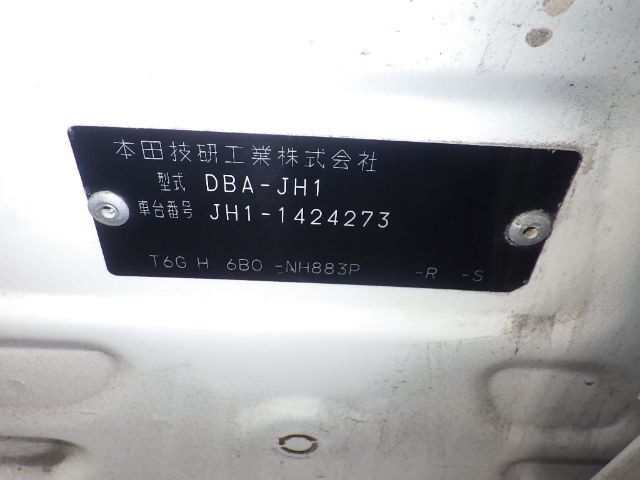 本田技研工業株式会社
型式 DBA-JH1
車台番号 JH1-1424273
T6G H 6B0 -NH883P -R -S